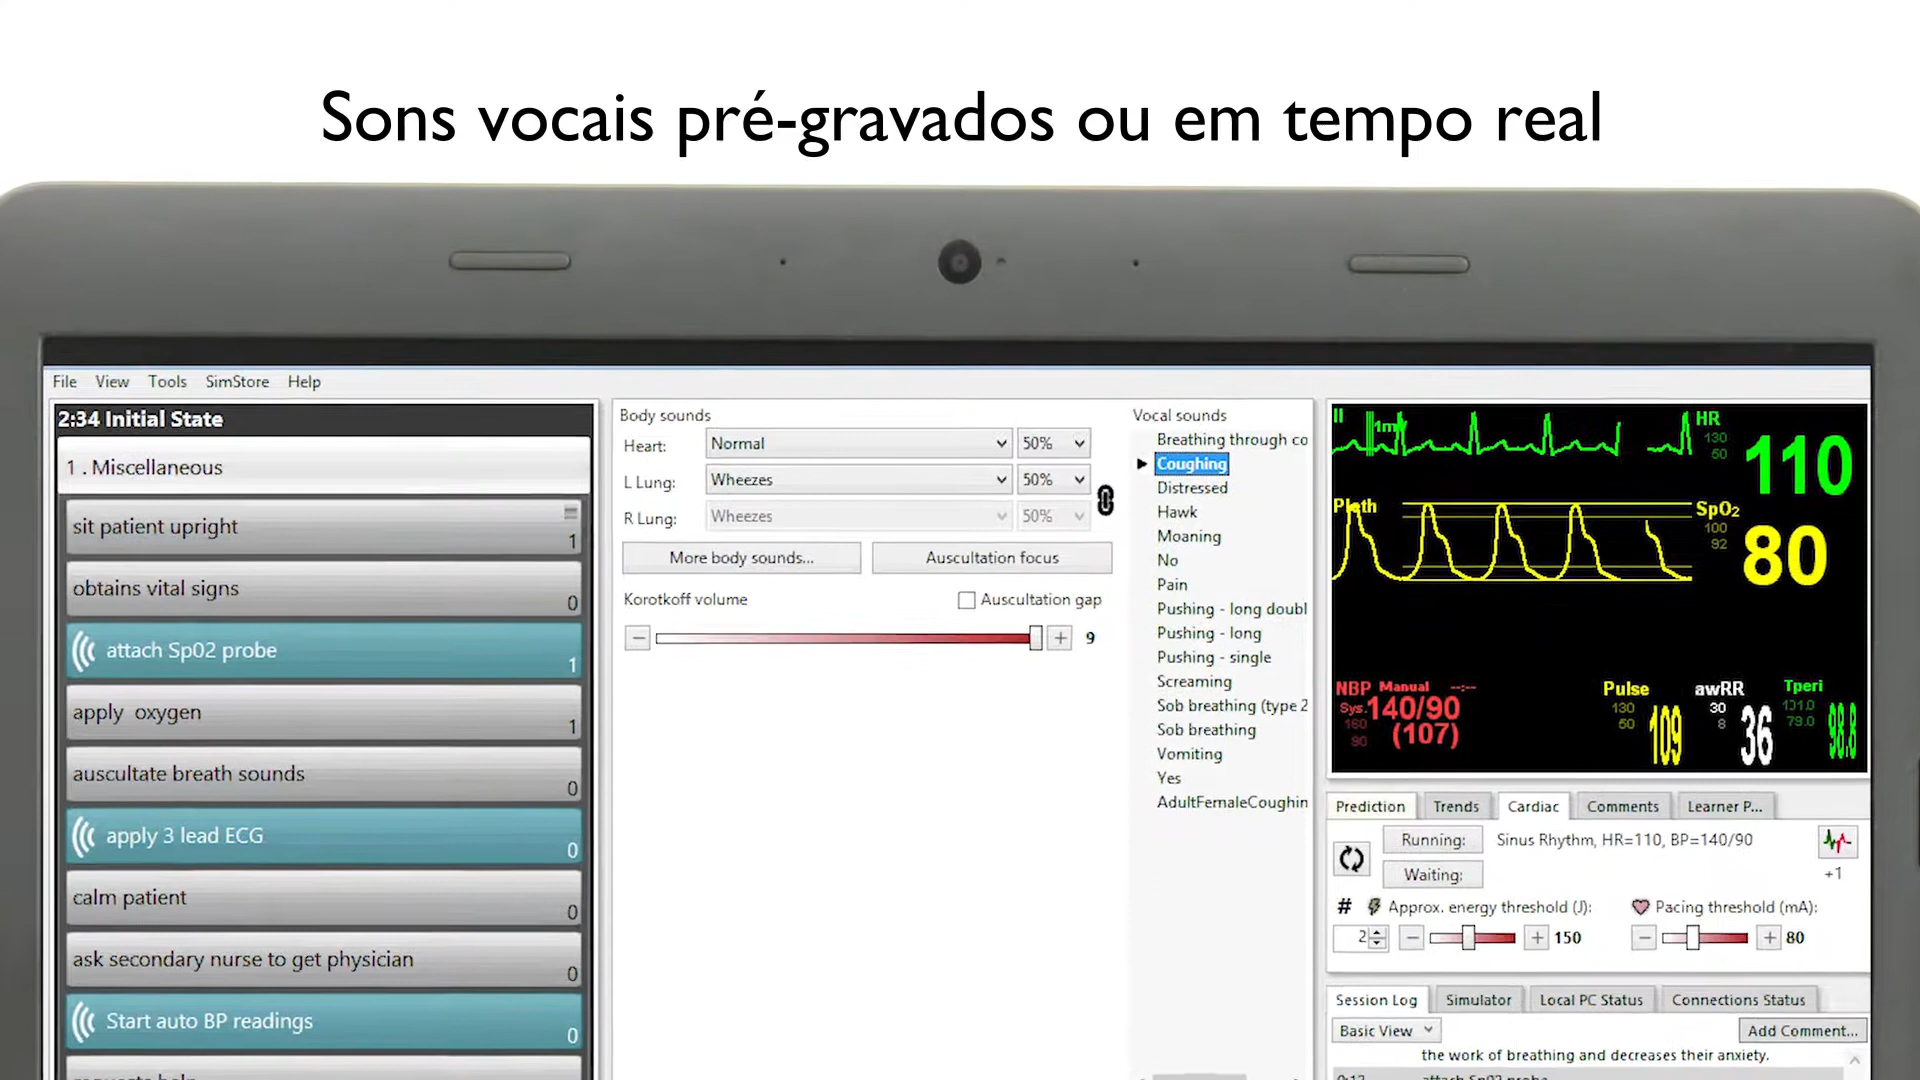 Sons vocais pré-gravados ou em tempo real
File View Tools SimStore Help
2:34 Initial State
1 . Miscellaneous
sit patient upright
1
obtains vital signs
0
attach Sp02 probe
1
apply oxygen
1
auscultate breath sounds
0
apply 3 lead ECG
0
calm patient
0
ask secondary nurse to get physician
0
Start auto BP readings
0
Body sounds
Heart: Normal 50%
L Lung: Wheezes 50%
R Lung: Wheezes 50%
More body sounds... Auscultation focus
Korotkoff volume Auscultation gap
9
Vocal sounds
Breathing through co
Coughing
Distressed
Hawk
Moaning
No
Pain
Pushing - long doubl
Pushing - long
Pushing - single
Screaming
Sob breathing (type 2
Sob breathing
Vomiting
Yes
AdultFemaleCoughin
II 1mV HR
130
50
110
Pleth SpO2
100
92
80
NBP Manual --:--
Sys. 140/90
160
90
(107)
Pulse
130
50
109
awRR
30
8
36
Tperi
101.0
79.0
98.8
Prediction Trends Cardiac Comments Learner P...
Running: Sinus Rhythm, HR=110, BP=140/90
Waiting:
+1
# Approx. energy threshold (J): Pacing threshold (mA):
2 150 80
Session Log Simulator Local PC Status Connections Status
Basic View Add Comment...
the work of breathing and decreases their anxiety.